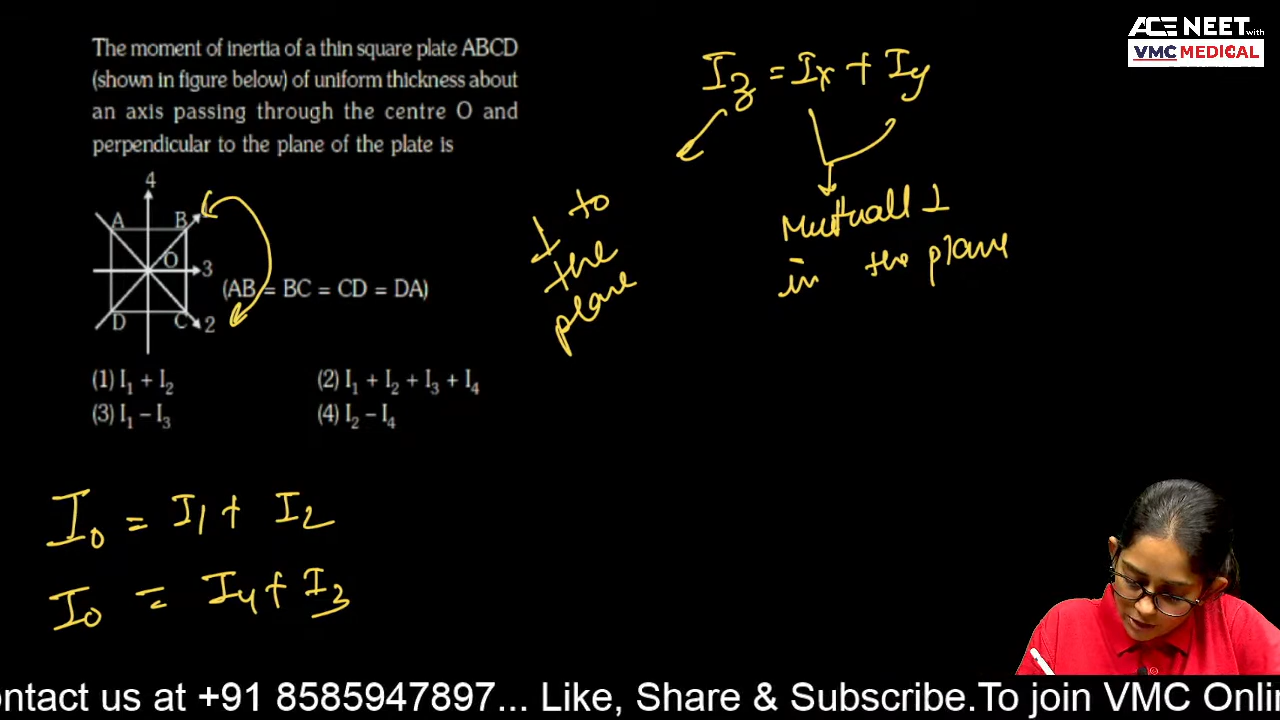 ACE NEET with
VMC MEDICAL
The moment of inertia of a thin square plate ABCD
(shown in figure below) of uniform thickness about
an axis passing through the centre O and
perpendicular to the plane of the plate is
4
A B
O
3
(AB = BC = CD = DA)
D C 2
(1) I₁ + I₂ (2) I₁ + I₂ + I₃ + I₄
(3) I₁ – I₃ (4) I₂ – I₄
Iz = Ix + Iy
⊥ to
the
plane
Mutuall ⊥
in the plane
I₀ = I₁ + I₂
I₀ = I₄ + I₃
ontact us at +91 8585947897... Like, Share & Subscribe.To join VMC Onli